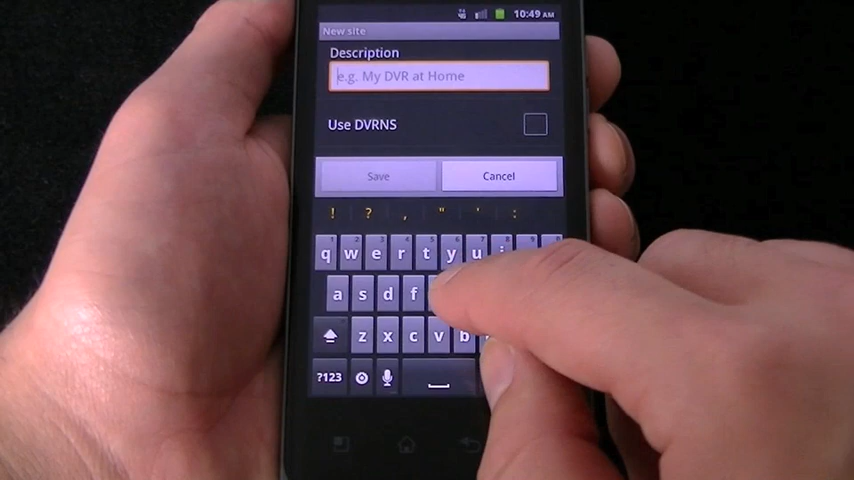 10:49 AM
New site
Description
e.g. My DVR at Home
Use DVRNS
Save Cancel
! ? , " ' :
q w e r t y u i
a s d f
z x c v b
?123